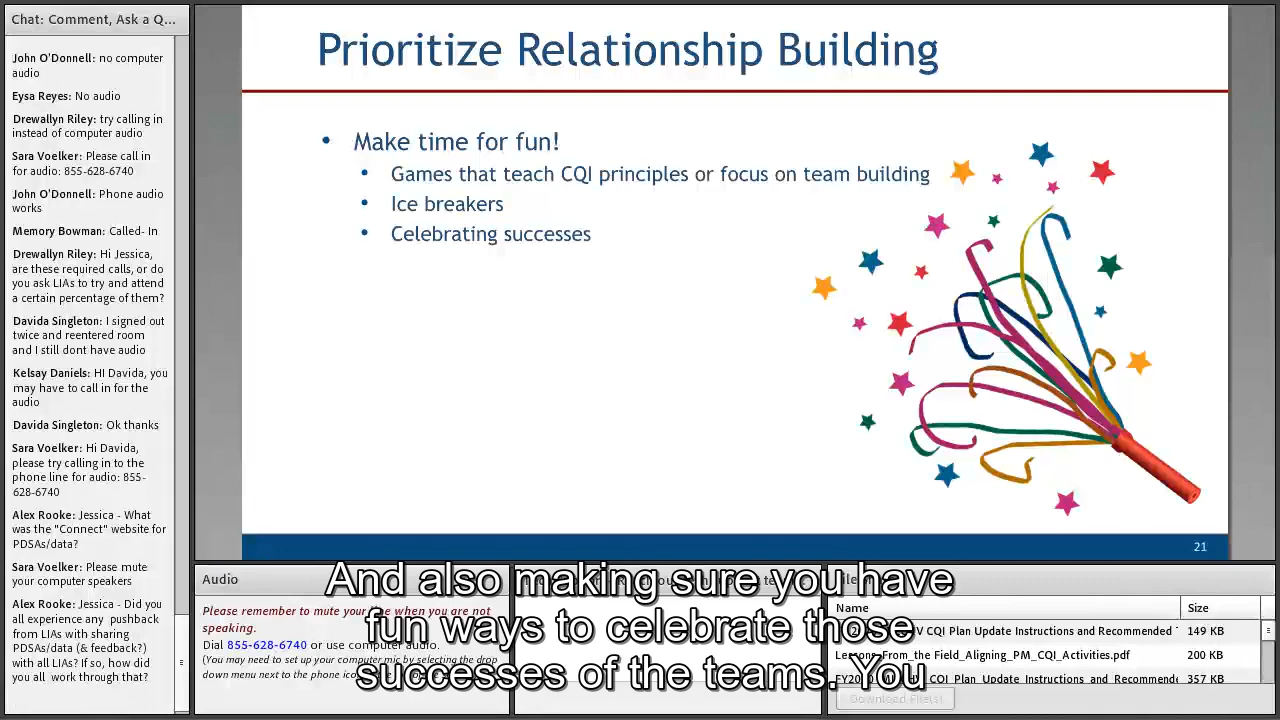 Chat: Comment, Ask a Q...
John O'Donnell: no computer
audio
Eysa Reyes: No audio
Drewallyn Riley: try calling in
instead of computer audio
Sara Voelker: Please call in
for audio: 855-628-6740
John O'Donnell: Phone audio
works
Memory Bowman: Called- In
Drewallyn Riley: Hi Jessica,
are these required calls, or do
you ask LIAs to try and attend
a certain percentage of them?
Davida Singleton: I signed out
twice and reentered room
and I still dont have audio
Kelsay Daniels: HI Davida, you
may have to call in for the
audio
Davida Singleton: Ok thanks
Sara Voelker: Hi Davida,
please try calling in to the
phone line for audio: 855-
628-6740
Alex Rooke: Jessica - What
was the "Connect" website for
PDSAs/data?
Sara Voelker: Please mute
your computer speakers
Alex Rooke: Jessica - Did you
all experience any pushback
from LIAs with sharing
PDSAs/data (& feedback?)
with all LIAs? If so, how did
you all work through that?
Prioritize Relationship Building
• Make time for fun!
• Games that teach CQI principles or focus on team building
• Ice breakers
• Celebrating successes
21
Audio
Please remember to mute your line when you are not
speaking.
Dial 855-628-6740 or use computer audio.
(You may need to set up your computer mic by selecting the drop
down menu next to the phone
Name Size
CQI Plan Update Instructions and Recommended 149 KB
Lessons_From_the_Field_Aligning_PM_CQI_Activities.pdf 200 KB
Plan_Update_Instructions_and_Recommende 357 KB
Download File(s)
And also making sure you have
fun ways to celebrate those
successes of the teams. You